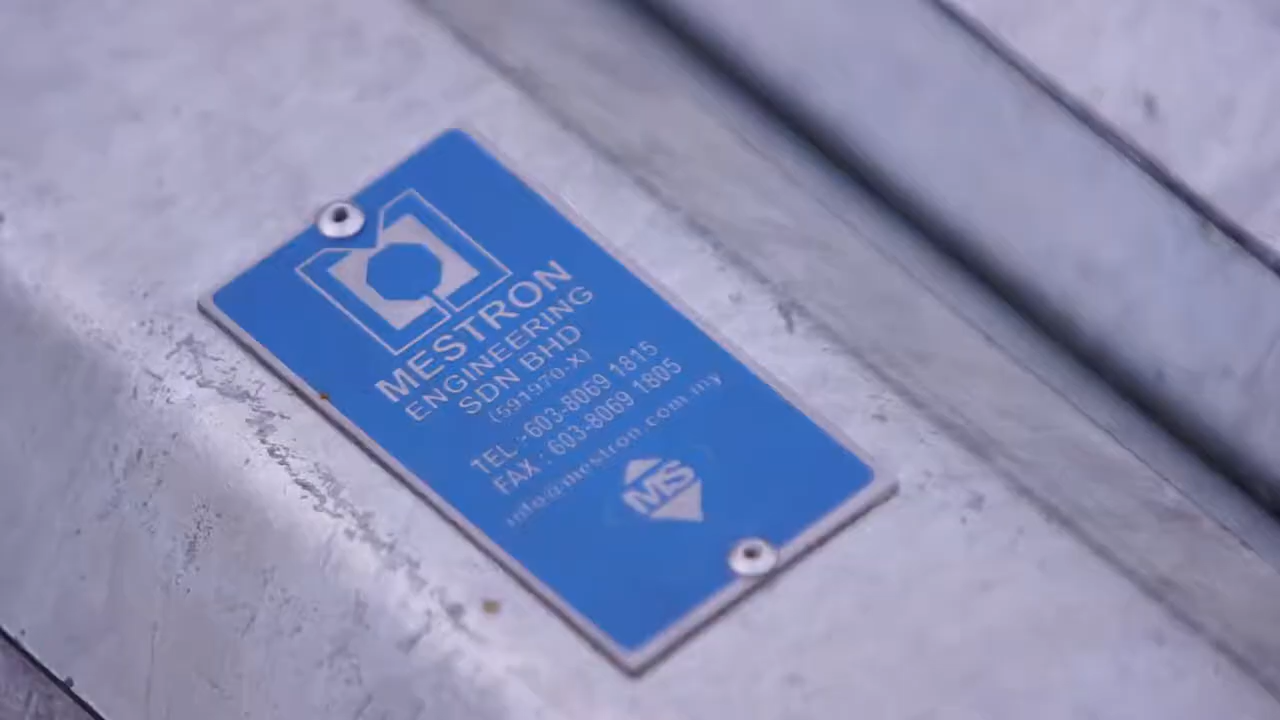 MESTRON
ENGINEERING
SDN BHD
(591970-X)
TEL :- 603-8069 1815
FAX : 603-8069 1805
info@mestron.com.my
MS